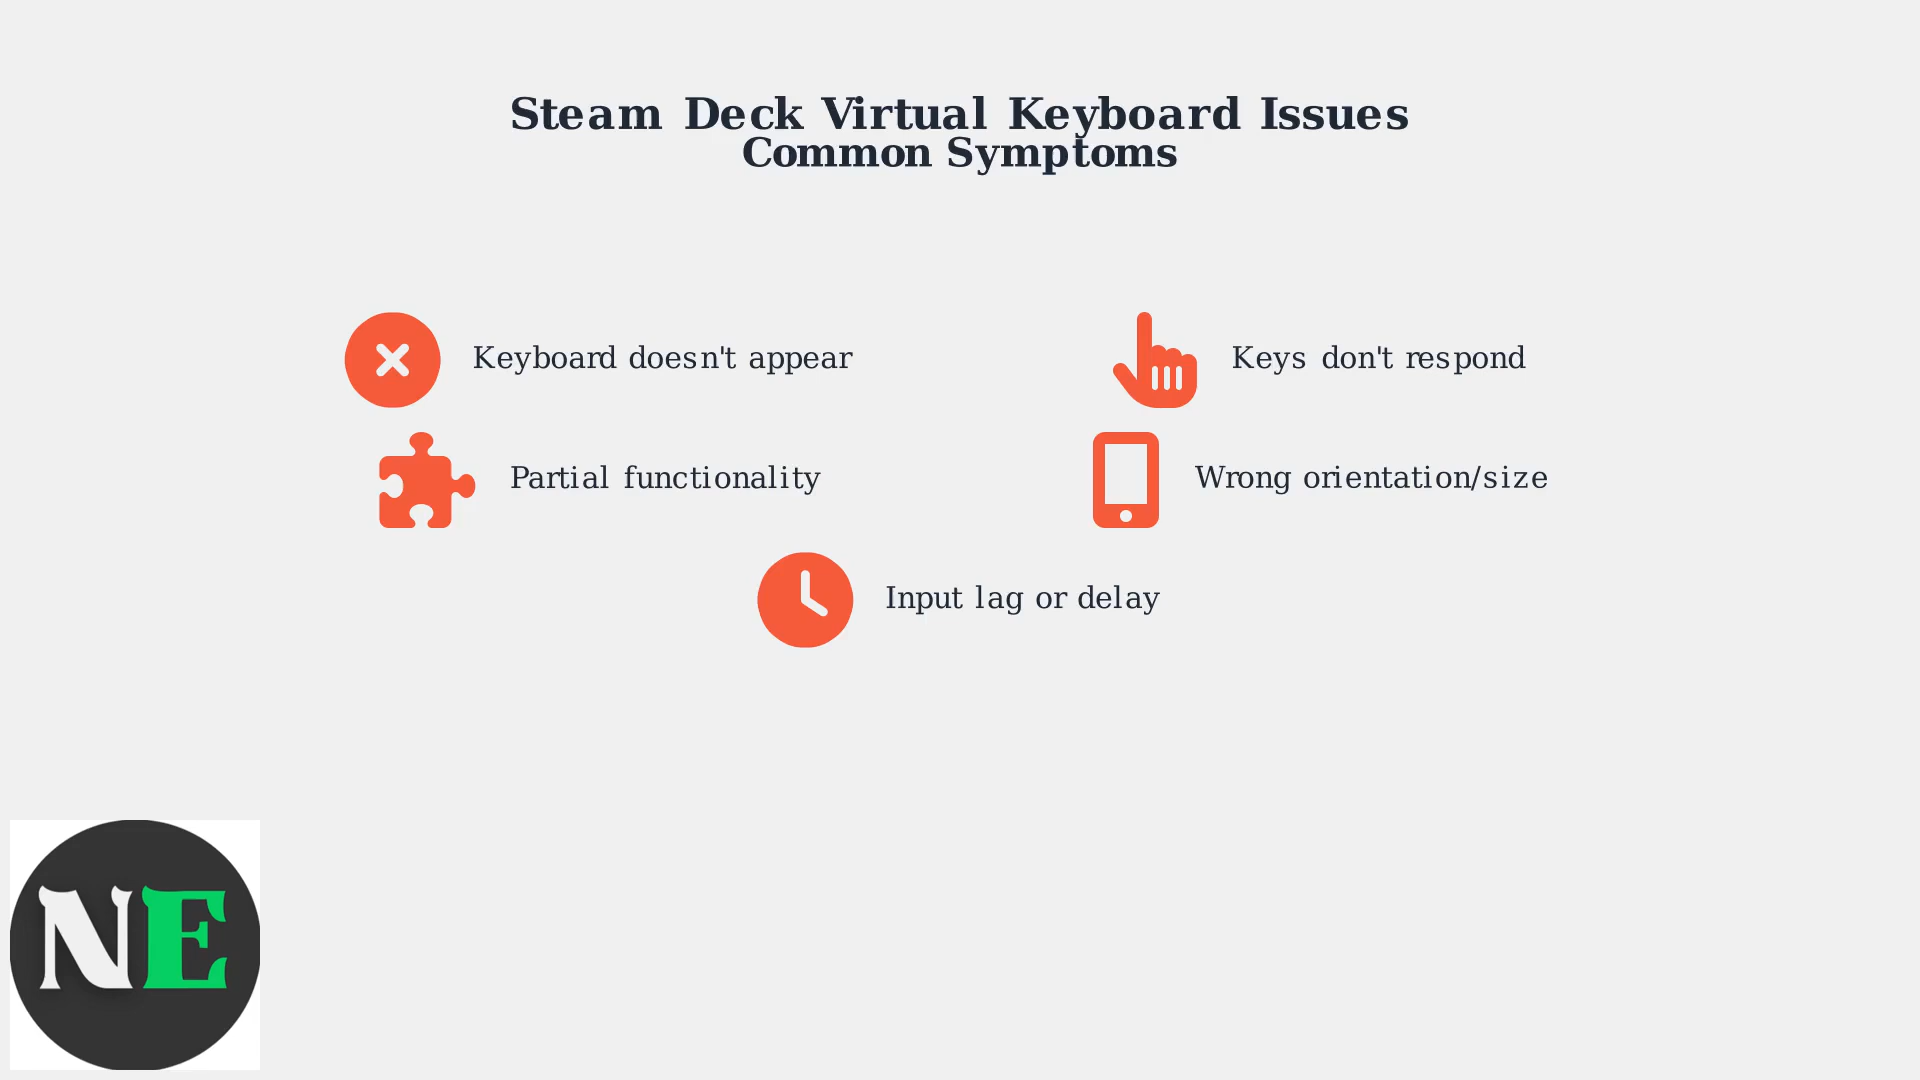 Steam Deck Virtual Keyboard Issues
Common Symptoms
Keyboard doesn't appear
Keys don't respond
Partial functionality
Wrong orientation/size
Input lag or delay
NE